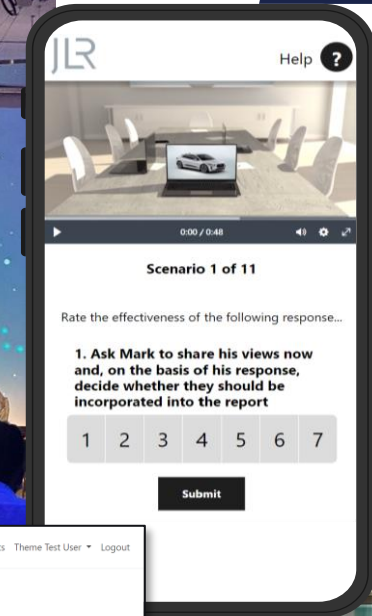 JLR
Help ?
0:00 / 0:48
Scenario 1 of 11
Rate the effectiveness of the following response...
1. Ask Mark to share his views now
and, on the basis of his response,
decide whether they should be
incorporated into the report
1 2 3 4 5 6 7
Submit
Theme Test User Logout